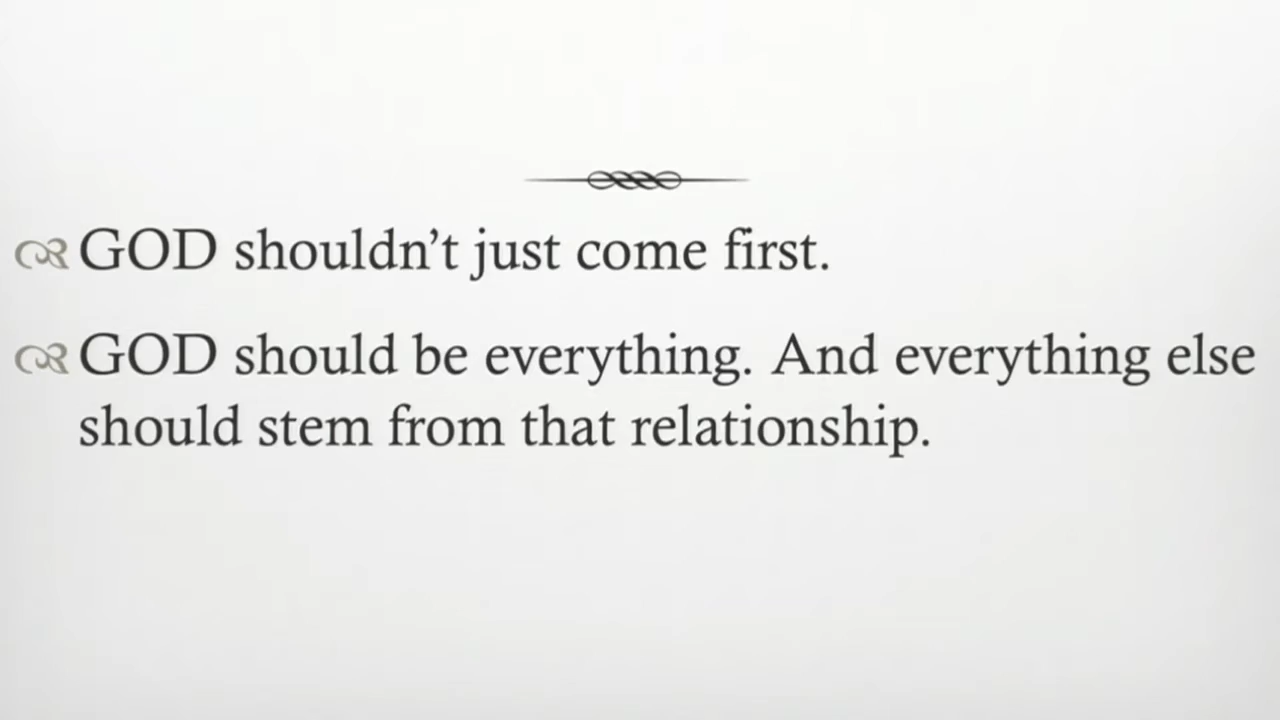 GOD shouldn’t just come first.
GOD should be everything. And everything else
should stem from that relationship.